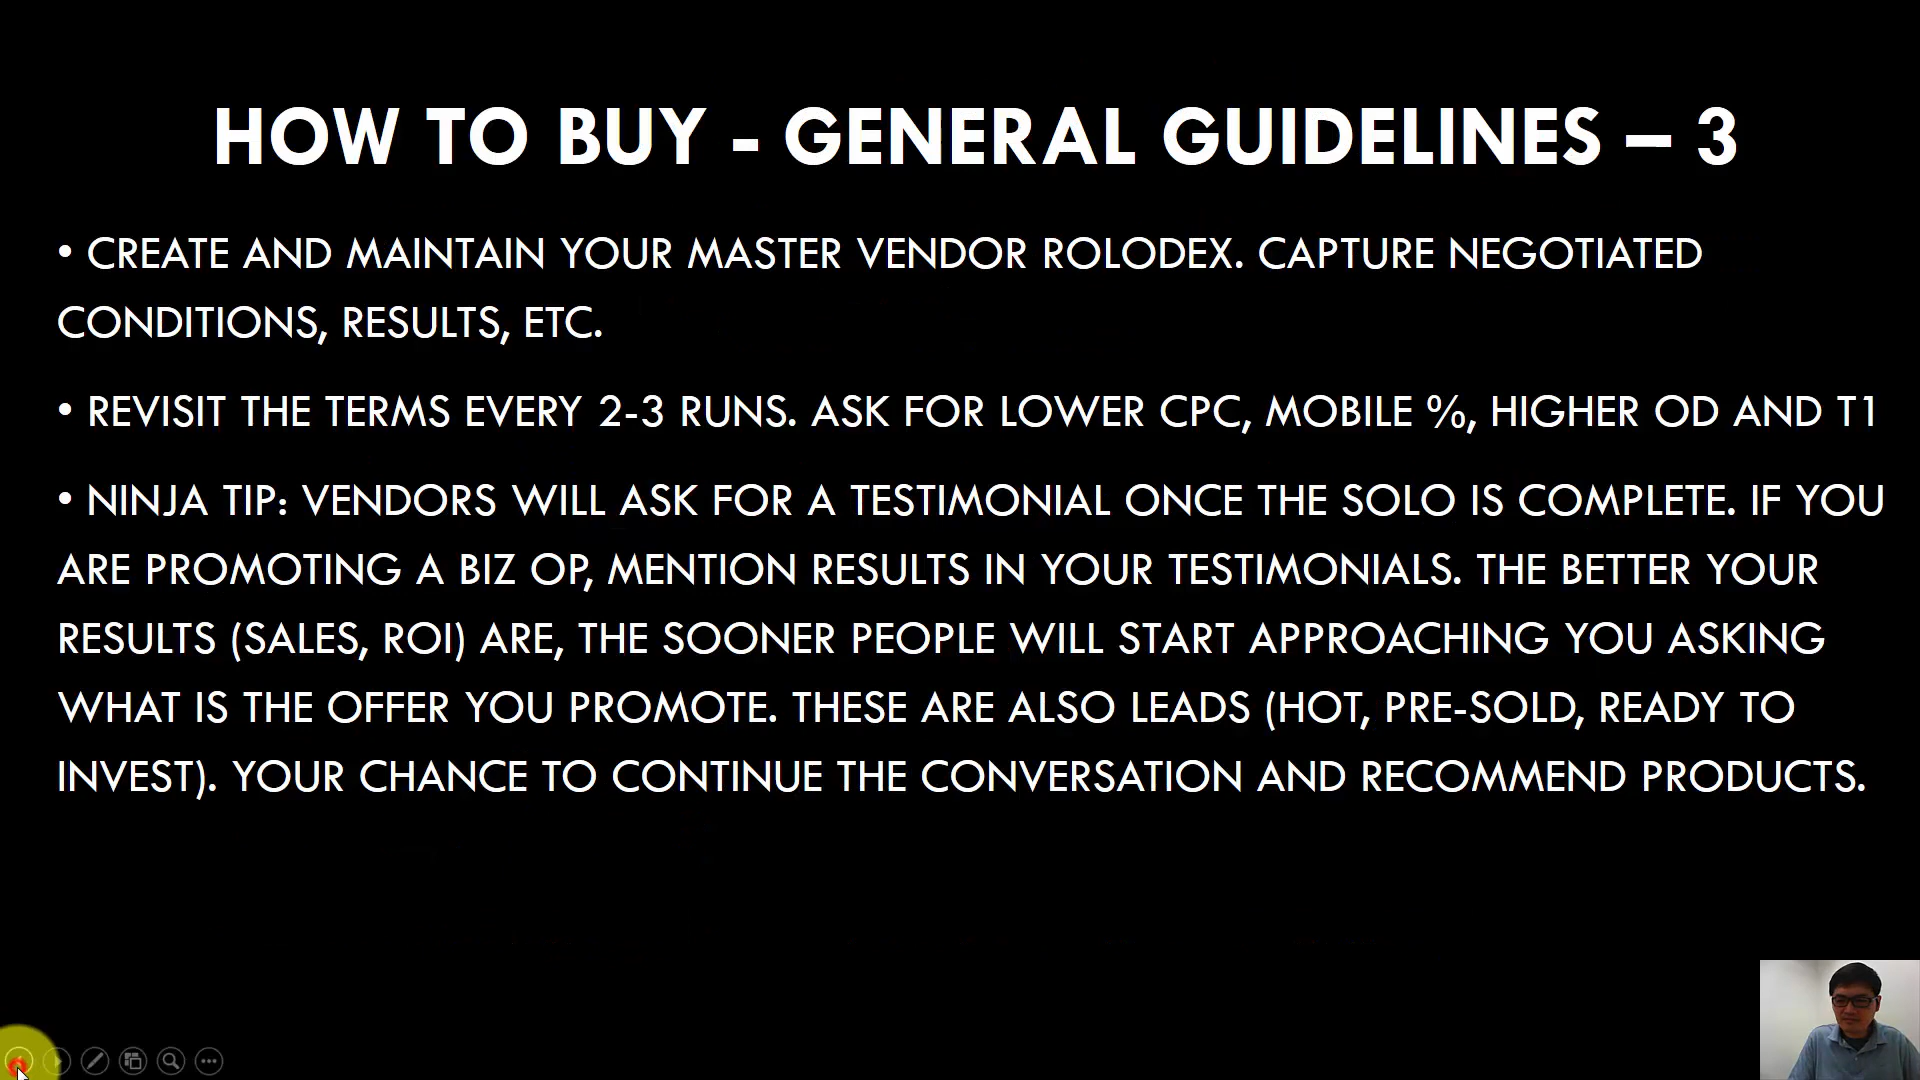 HOW TO BUY - GENERAL GUIDELINES – 3
• CREATE AND MAINTAIN YOUR MASTER VENDOR ROLODEX. CAPTURE NEGOTIATED
CONDITIONS, RESULTS, ETC.
• REVISIT THE TERMS EVERY 2-3 RUNS. ASK FOR LOWER CPC, MOBILE %, HIGHER OD AND T1
• NINJA TIP: VENDORS WILL ASK FOR A TESTIMONIAL ONCE THE SOLO IS COMPLETE. IF YOU
ARE PROMOTING A BIZ OP, MENTION RESULTS IN YOUR TESTIMONIALS. THE BETTER YOUR
RESULTS (SALES, ROI) ARE, THE SOONER PEOPLE WILL START APPROACHING YOU ASKING
WHAT IS THE OFFER YOU PROMOTE. THESE ARE ALSO LEADS (HOT, PRE-SOLD, READY TO
INVEST). YOUR CHANCE TO CONTINUE THE CONVERSATION AND RECOMMEND PRODUCTS.